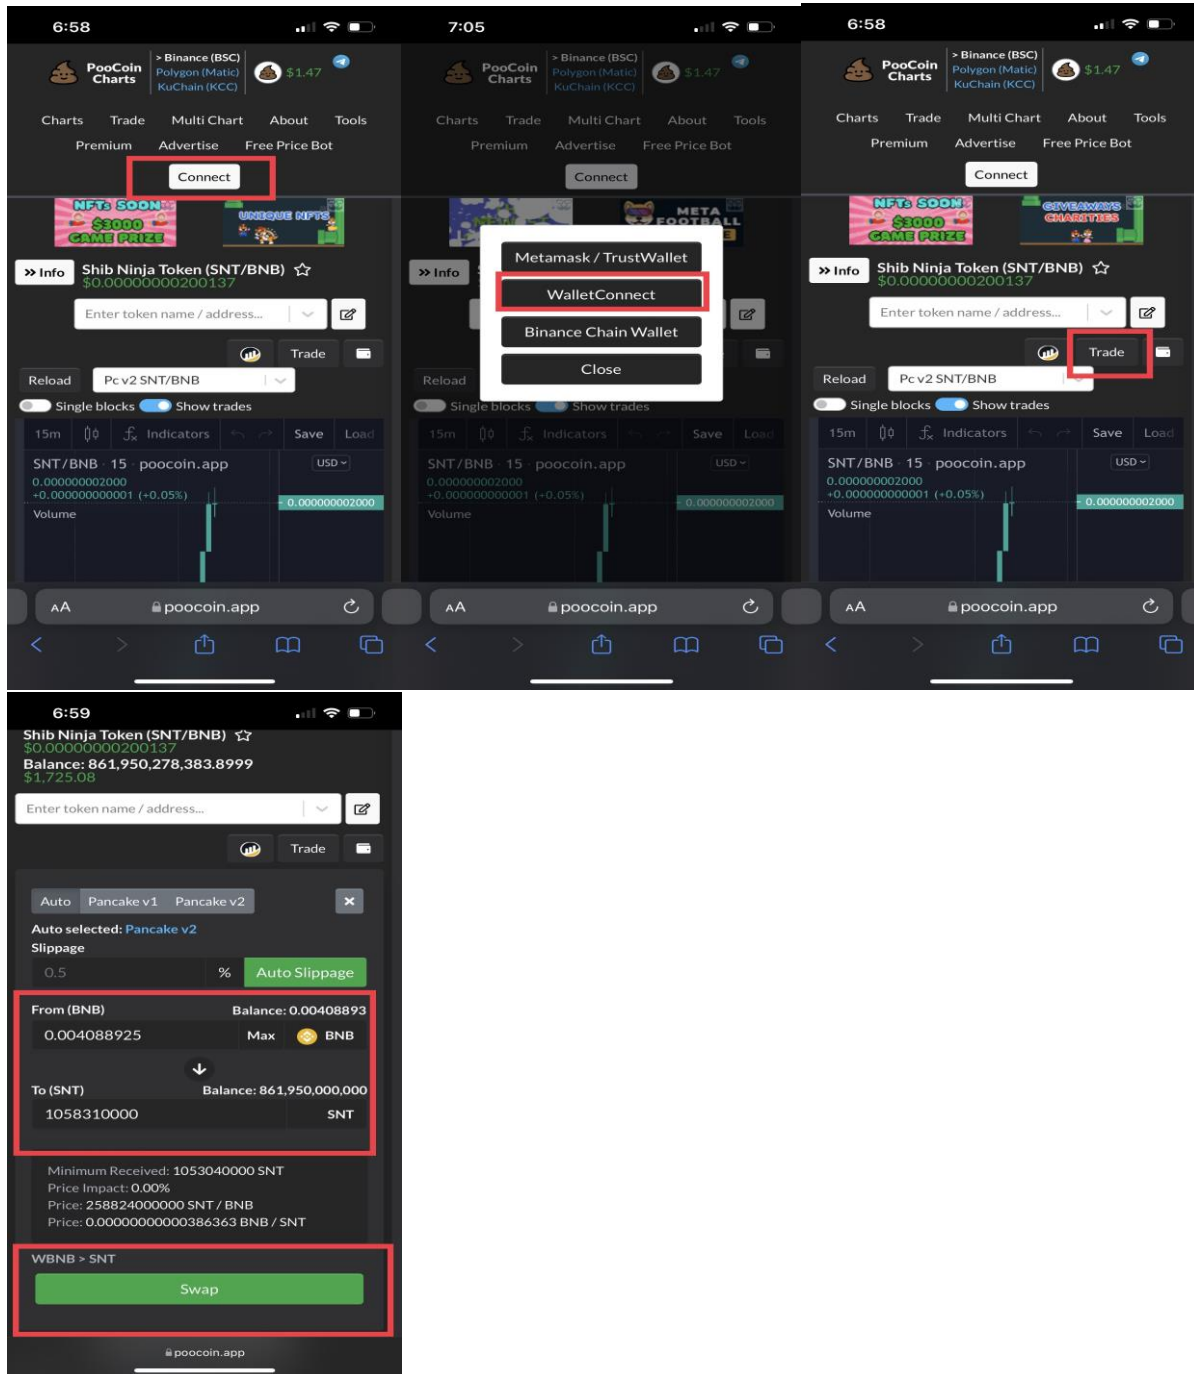 6:58
PooCoin
Charts
> Binance (BSC)
Polygon (Matic)
KuChain (KCC)
$1.47
Charts Trade Multi Chart About Tools
Premium Advertise Free Price Bot
Connect
NFTs SOON
$3000
GAME PRIZE
UNIQUE NFTS
>> Info
Shib Ninja Token (SNT/BNB)
$0.00000000200137
Enter token name / address...
Trade
Reload
Pc v2 SNT/BNB
Single blocks Show trades
15m Indicators Save Load
SNT/BNB · 15 · poocoin.app
USD
0.000000002000
+0.000000000001 (+0.05%)
0.000000002000
Volume
AA poocoin.app
7:05
PooCoin
Charts
> Binance (BSC)
Polygon (Matic)
KuChain (KCC)
$1.47
Charts Trade Multi Chart About Tools
Premium Advertise Free Price Bot
Connect
META
FOOTBALL
>> Info
Metamask / TrustWallet
WalletConnect
Binance Chain Wallet
Close
Reload
Single blocks Show trades
15m Indicators Save Load
SNT/BNB · 15 · poocoin.app
USD
0.000000002000
+0.000000000001 (+0.05%)
0.000000002000
Volume
AA poocoin.app
6:58
PooCoin
Charts
> Binance (BSC)
Polygon (Matic)
KuChain (KCC)
$1.47
Charts Trade Multi Chart About Tools
Premium Advertise Free Price Bot
Connect
NFTs SOON
$3000
GAME PRIZE
GIVEAWAYS
CHARITIES
>> Info
Shib Ninja Token (SNT/BNB)
$0.00000000200137
Enter token name / address...
Trade
Reload
Pc v2 SNT/BNB
Single blocks Show trades
15m Indicators Save Load
SNT/BNB · 15 · poocoin.app
USD
0.000000002000
+0.000000000001 (+0.05%)
0.000000002000
Volume
AA poocoin.app
6:59
Shib Ninja Token (SNT/BNB)
$0.00000000200137
Balance: 861,950,278,383.8999
$1,725.08
Enter token name / address...
Trade
Auto Pancake v1 Pancake v2
Auto selected: Pancake v2
Slippage
0.5 % Auto Slippage
From (BNB) Balance: 0.00408893
0.004088925 Max BNB
To (SNT) Balance: 861,950,000,000
1058310000 SNT
Minimum Received: 1053040000 SNT
Price Impact: 0.00%
Price: 258824000000 SNT / BNB
Price: 0.00000000000386363 BNB / SNT
WBNB > SNT
Swap
poocoin.app